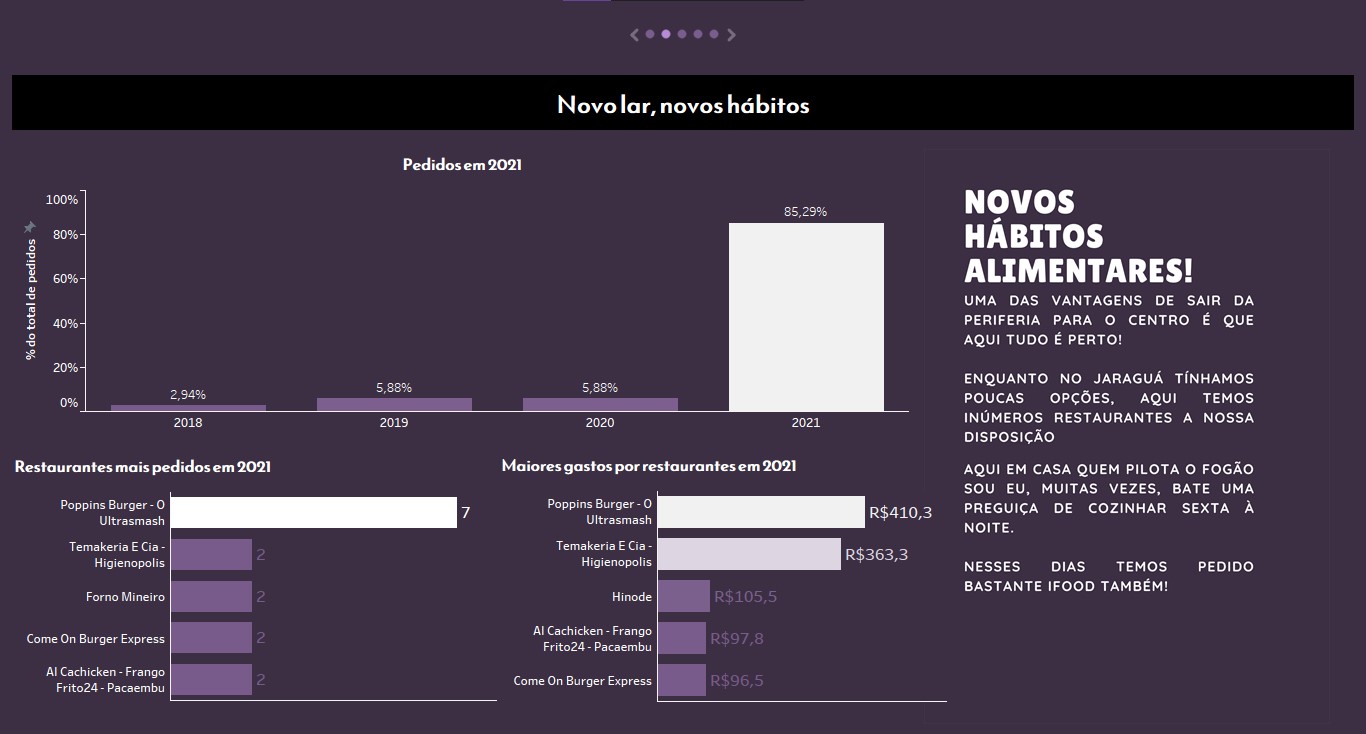 Novo lar, novos hábitos
Pedidos em 2021
% do total de pedidos
100%
80%
60%
40%
20%
0%
2,94%
5,88%
5,88%
85,29%
2018
2019
2020
2021
Restaurantes mais pedidos em 2021
Poppins Burger - O
Ultrasmash
7
Temakeria E Cia -
Higienopolis
2
Forno Mineiro
2
Come On Burger Express
2
Al Cachicken - Frango
Frito24 - Pacaembu
2
Maiores gastos por restaurantes em 2021
Poppins Burger - O
Ultrasmash
R$410,3
Temakeria E Cia -
Higienopolis
R$363,3
Hinode
R$105,5
Al Cachicken - Frango
Frito24 - Pacaembu
R$97,8
Come On Burger Express
R$96,5
NOVOS
HÁBITOS
ALIMENTARES!
UMA DAS VANTAGENS DE SAIR DA
PERIFERIA PARA O CENTRO É QUE
AQUI TUDO É PERTO!
ENQUANTO NO JARAGUÁ TÍNHAMOS
POUCAS OPÇÕES, AQUI TEMOS
INÚMEROS RESTAURANTES A NOSSA
DISPOSIÇÃO
AQUI EM CASA QUEM PILOTA O FOGÃO
SOU EU, MUITAS VEZES, BATE UMA
PREGUIÇA DE COZINHAR SEXTA À
NOITE.
NESSES DIAS TEMOS PEDIDO
BASTANTE IFOOD TAMBÉM!